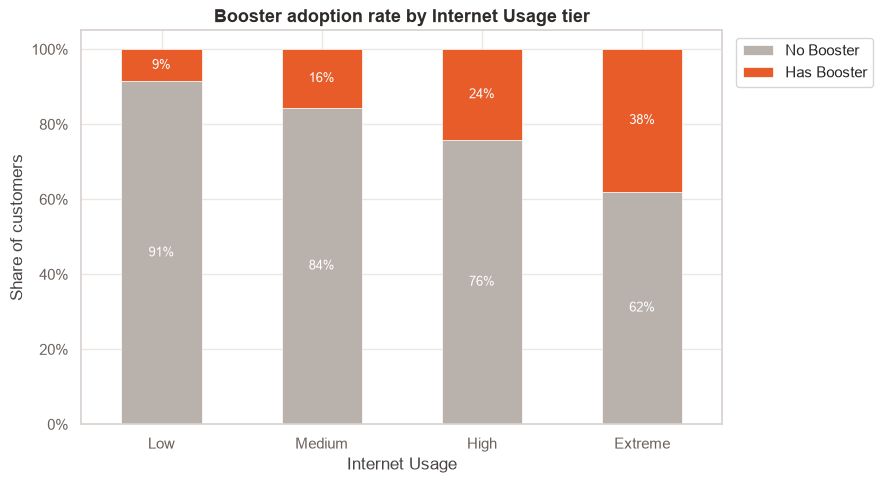 Booster adoption rate by Internet Usage tier
No Booster
Has Booster
Share of customers
100%
80%
60%
40%
20%
0%
9%
16%
24%
38%
91%
84%
76%
62%
Low
Medium
High
Extreme
Internet Usage